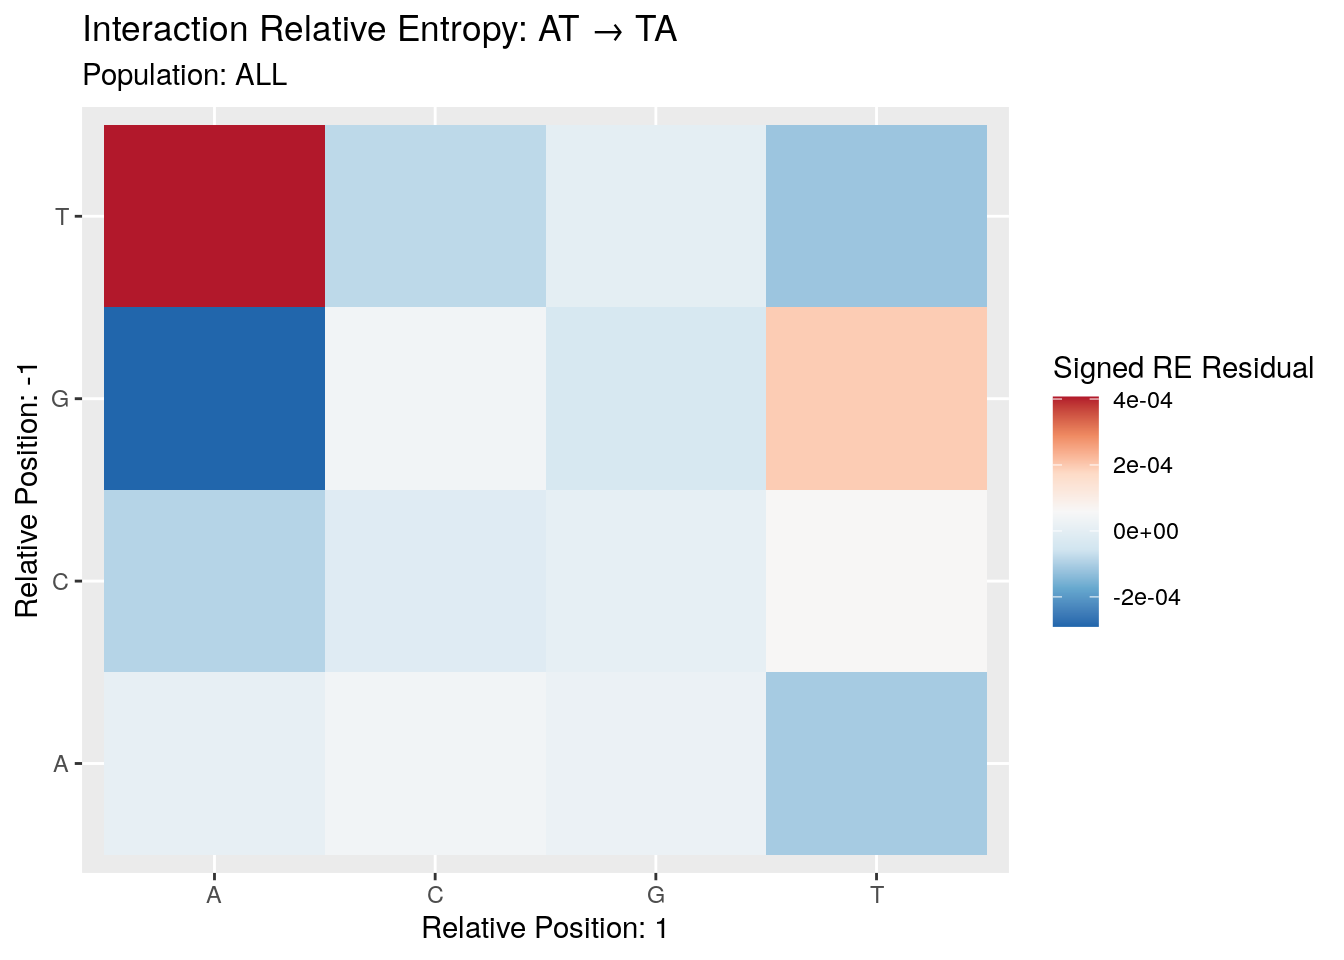 Interaction Relative Entropy: AT → TA
Population: ALL
Relative Position: -1
T
G
C
A
A C G T
Relative Position: 1
Signed RE Residual
4e-04
2e-04
0e+00
-2e-04